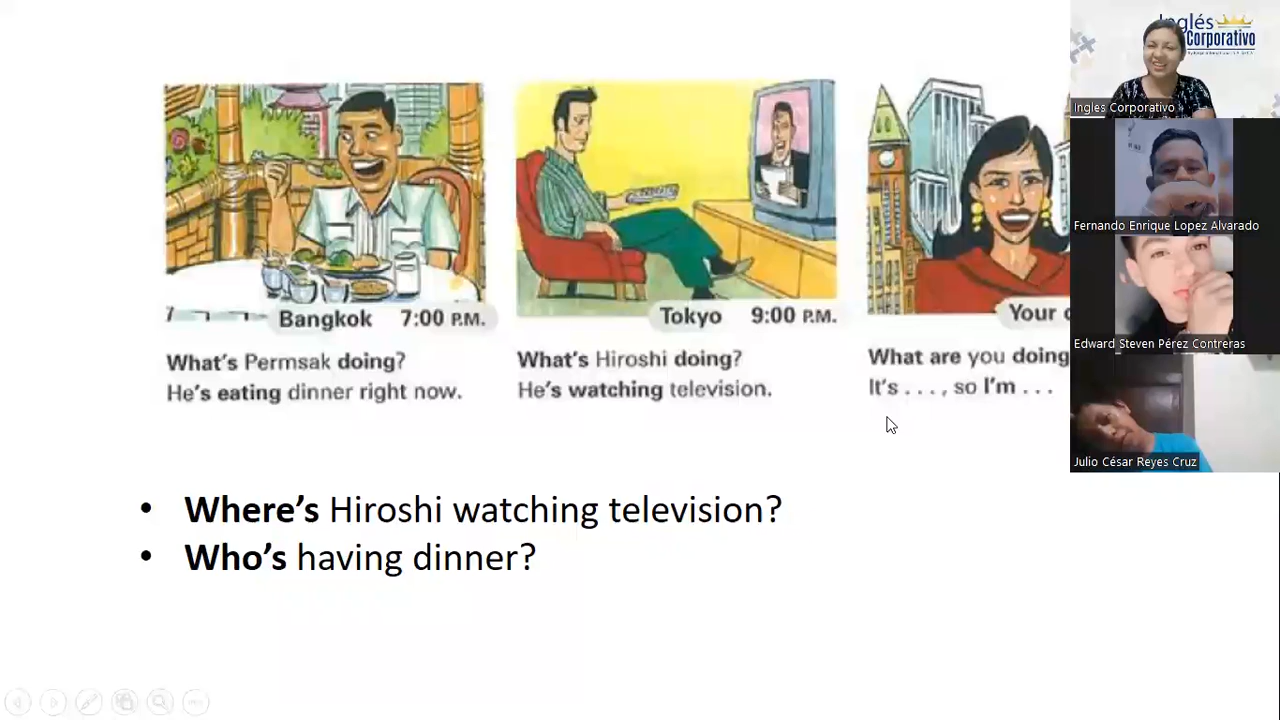 Inglés
Corporativo
Ingles Corporativo
Fernando Enrique Lopez Alvarado
Edward Steven Pérez Contreras
Julio César Reyes Cruz
Bangkok 7:00 P.M.
What's Permsak doing?
He's eating dinner right now.
Tokyo 9:00 P.M.
What's Hiroshi doing?
He's watching television.
Your
What are you doing
It's . . . , so I'm . . .
• Where's Hiroshi watching television?
• Who's having dinner?